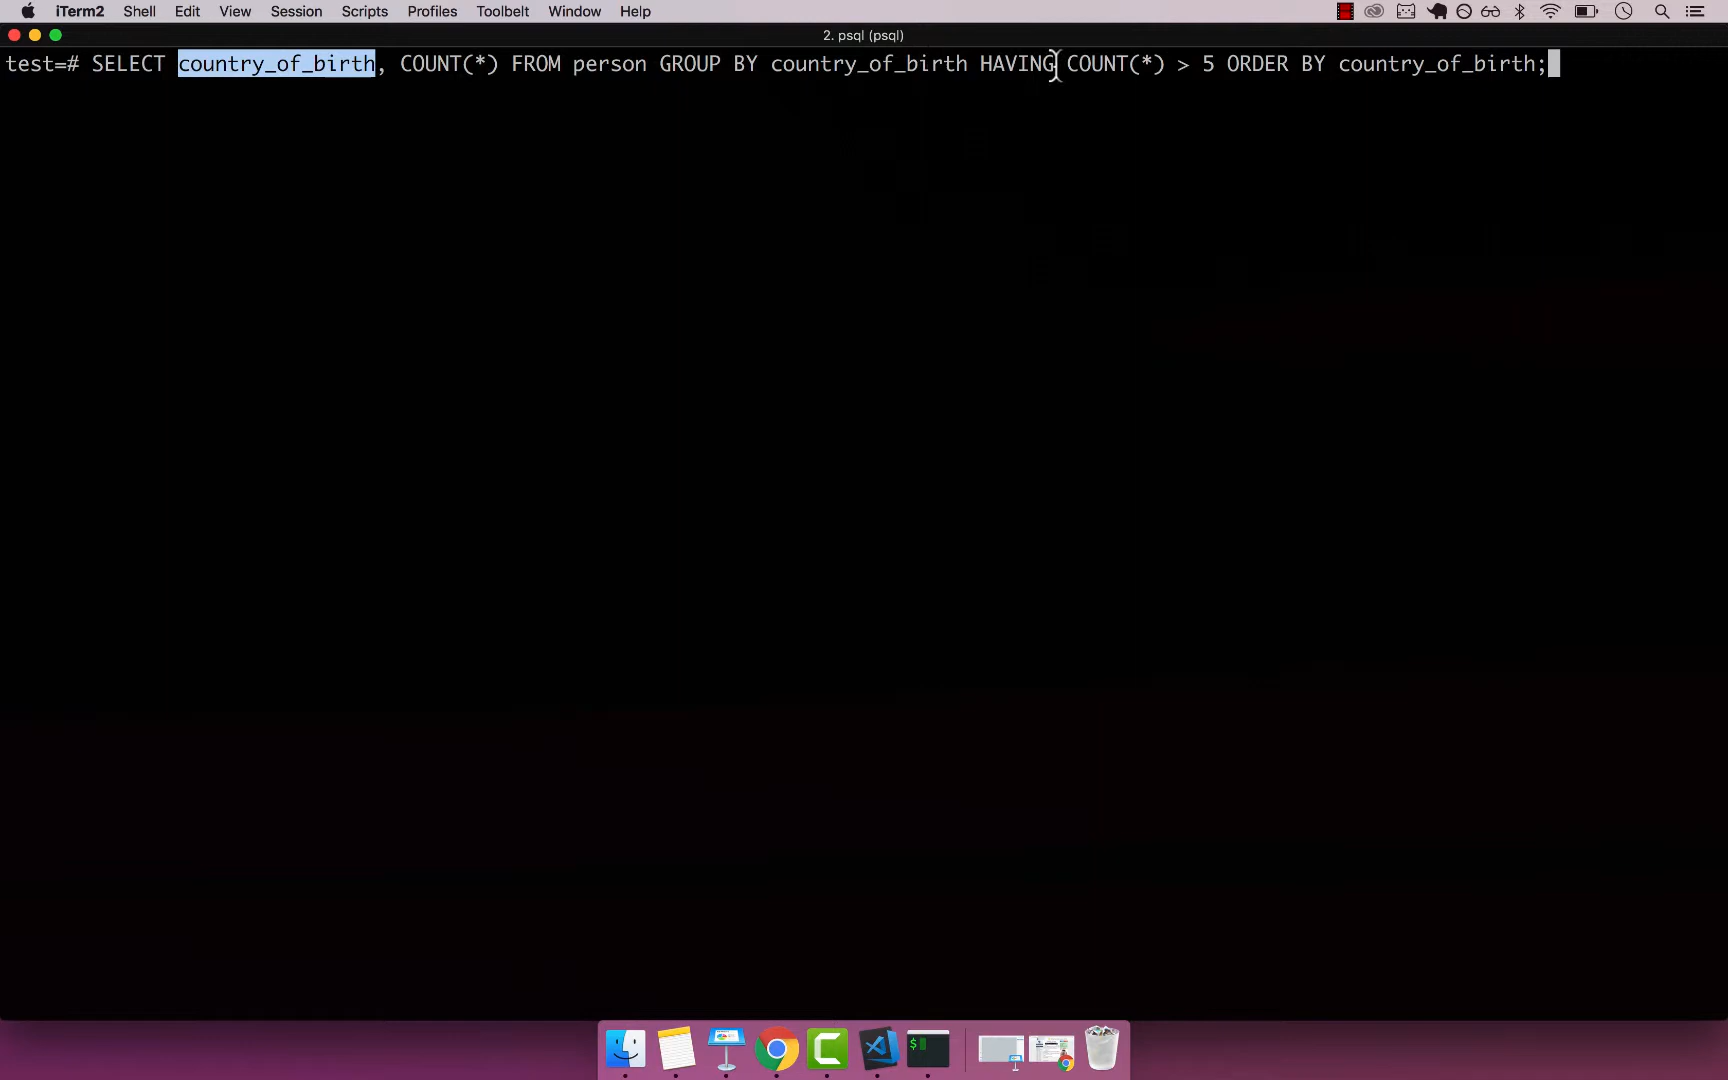 iTerm2 Shell Edit View Session Scripts Profiles Toolbelt Window Help
2. psql (psql)
test=# SELECT country_of_birth, COUNT(*) FROM person GROUP BY country_of_birth HAVING COUNT(*) > 5 ORDER BY country_of_birth;
$